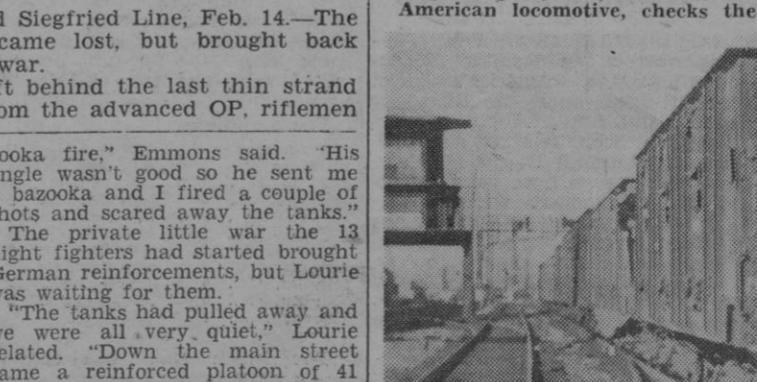 d Siegfried Line, Feb. 14.—The
came lost, but brought back
war.
ft behind the last thin strand
om the advanced OP, riflemen
ooka fire," Emmons said. "His
ngle wasn't good so he sent me
bazooka and I fired a couple of
hots and scared away the tanks."
The private little war the 13
ight fighters had started brought
German reinforcements, but Lourie
was waiting for them.
"The tanks had pulled away and
we were all very quiet," Lourie
elated. "Down the main street
ame a reinforced platoon of 41
American locomotive, checks the